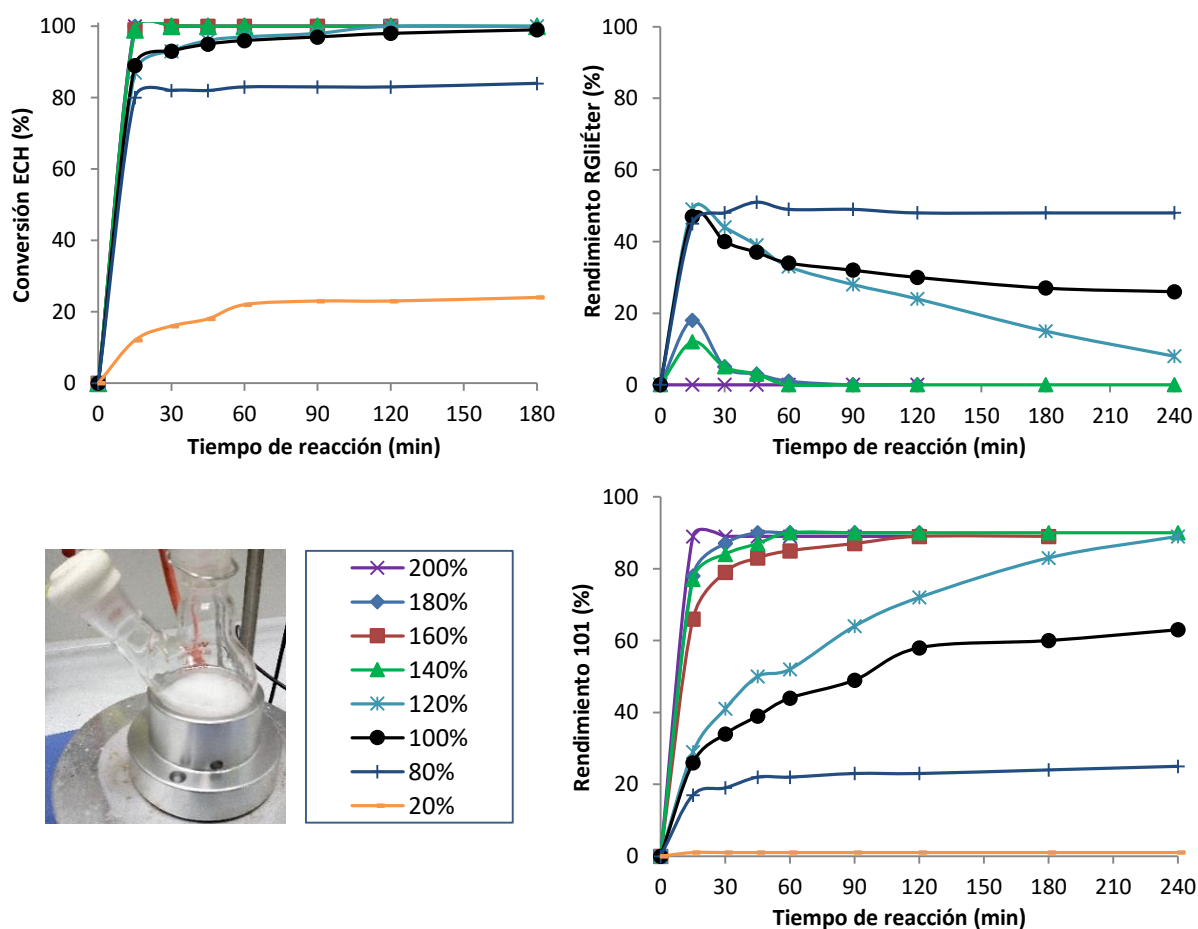 100
80
60
40
20
0
Conversión ECH (%)
0 30 60 90 120 150 180
Tiempo de reacción (min)
100
80
60
40
20
0
Rendimiento RGliÉter (%)
0 30 60 90 120 150 180 210 240
Tiempo de reacción (min)
200%
180%
160%
140%
120%
100%
80%
20%
100
80
60
40
20
0
Rendimiento 101 (%)
0 30 60 90 120 150 180 210 240
Tiempo de reacción (min)